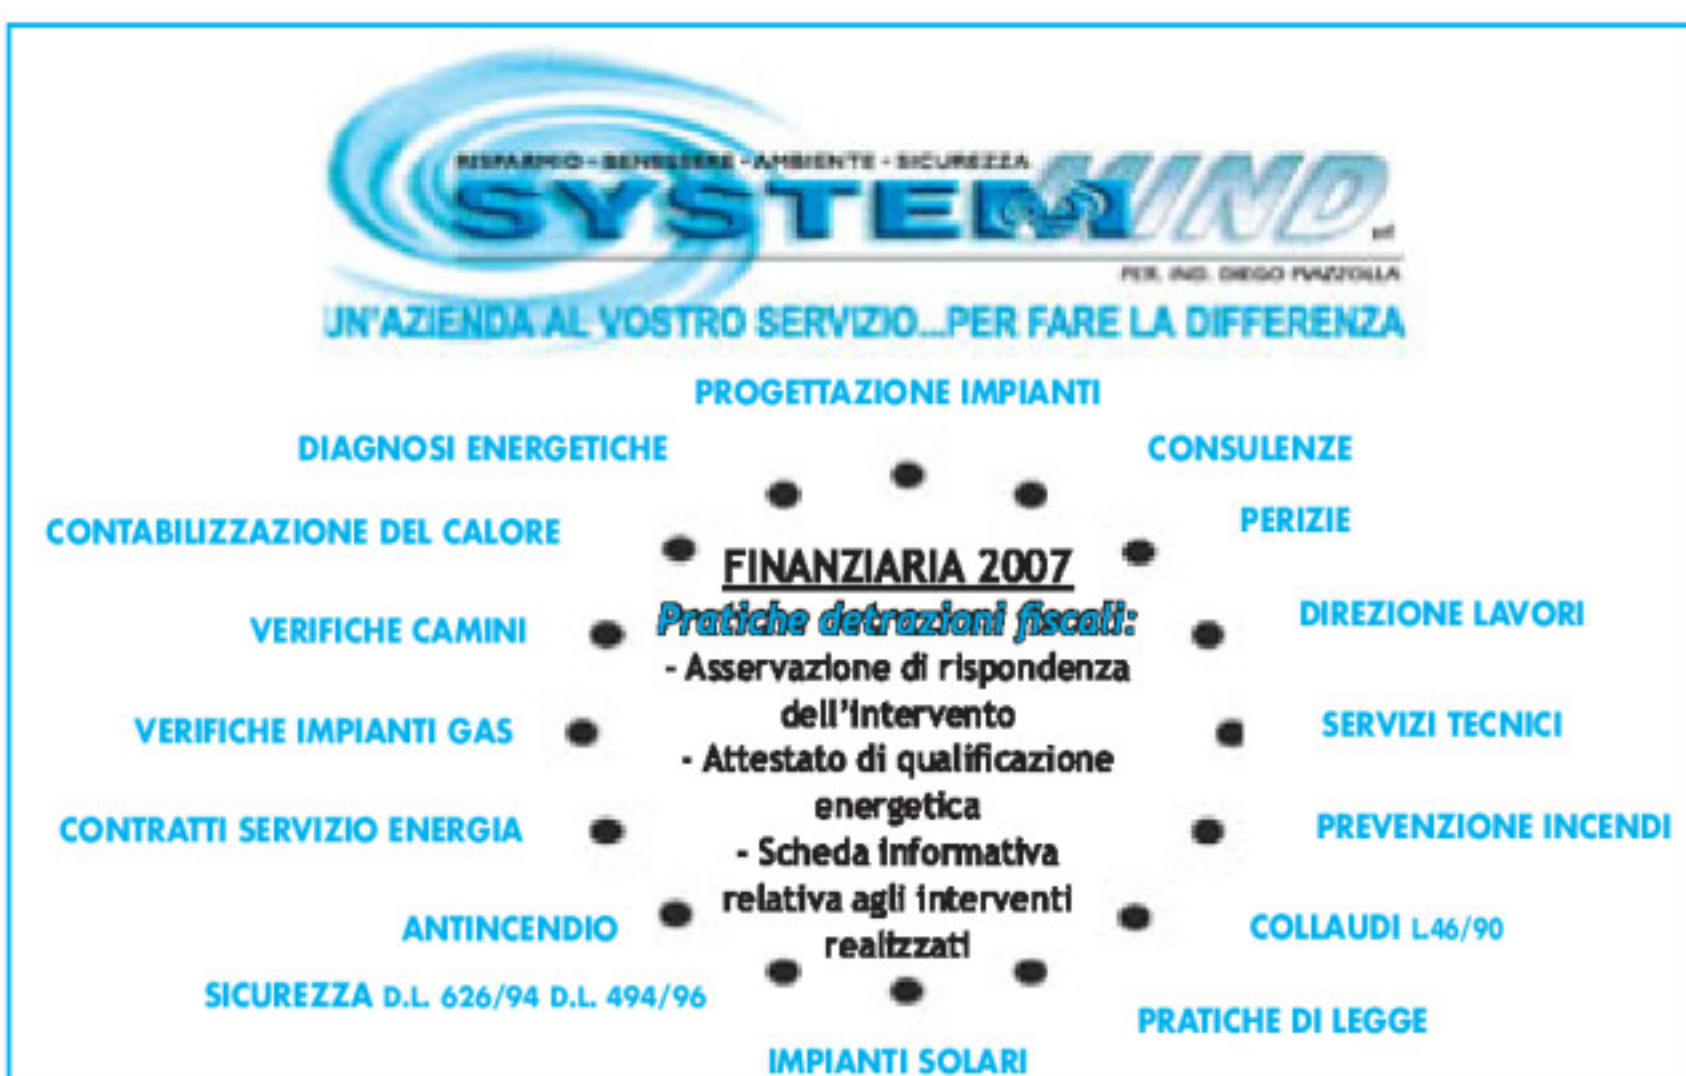 RISPARMIO - BENESSERE - AMBIENTE - SICUREZZA
SYSTEM MIND srl
PER. IND. DIEGO PIAZZOLLA
UN'AZIENDA AL VOSTRO SERVIZIO...PER FARE LA DIFFERENZA
PROGETTAZIONE IMPIANTI
DIAGNOSI ENERGETICHE
CONSULENZE
CONTABILIZZAZIONE DEL CALORE
PERIZIE
FINANZIARIA 2007
Pratiche detrazioni fiscali:
- Asservazione di rispondenza
dell'intervento
- Attestato di qualificazione
energetica
- Scheda informativa
relativa agli interventi
realizzati
VERIFICHE CAMINI
DIREZIONE LAVORI
VERIFICHE IMPIANTI GAS
SERVIZI TECNICI
CONTRATTI SERVIZIO ENERGIA
PREVENZIONE INCENDI
ANTINCENDIO
COLLAUDI L.46/90
SICUREZZA D.L. 626/94 D.L. 494/96
PRATICHE DI LEGGE
IMPIANTI SOLARI